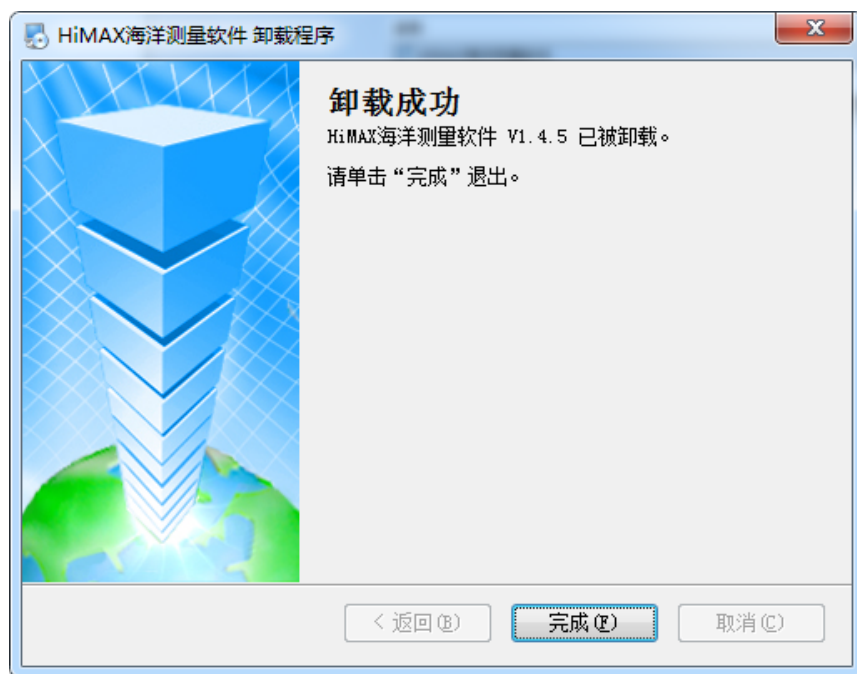 HiMAX海洋测量软件 卸载程序
卸载成功
HiMAX海洋测量软件 V1.4.5 已被卸载。
请单击“完成”退出。
< 返回(B)
完成(F)
取消(C)